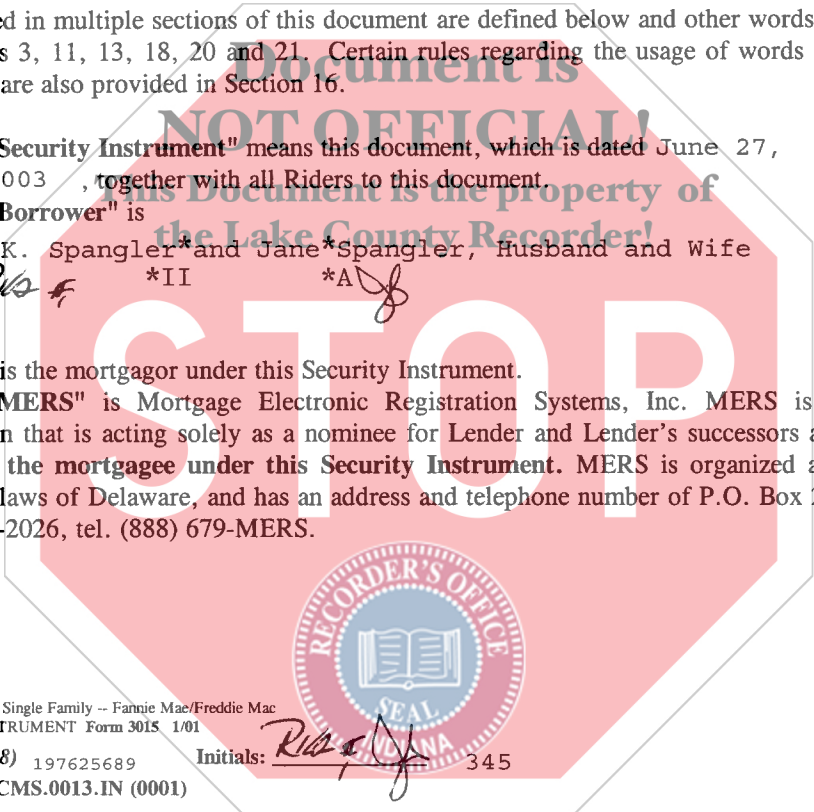 ed in multiple sections of this document are defined below and other words
s 3, 11, 13, 18, 20 and 21. Certain rules regarding the usage of words
are also provided in Section 16.
Document is
NOT OFFICIAL!
This Document is the property of
the Lake County Recorder!
Security Instrument" means this document, which is dated June 27,
003 , together with all Riders to this document.
Borrower" is
K. Spangler*and Jane*Spangler, Husband and Wife
*II *A
STOP
is the mortgagor under this Security Instrument.
MERS" is Mortgage Electronic Registration Systems, Inc. MERS is
n that is acting solely as a nominee for Lender and Lender's successors a
the mortgagee under this Security Instrument. MERS is organized a
laws of Delaware, and has an address and telephone number of P.O. Box
-2026, tel. (888) 679-MERS.
RECORDER'S OFFICE
SEAL
INDIANA
Single Family -- Fannie Mae/Freddie Mac
TRUMENT Form 3015 1/01
8) 197625689 Initials: 345
CMS.0013.IN (0001)